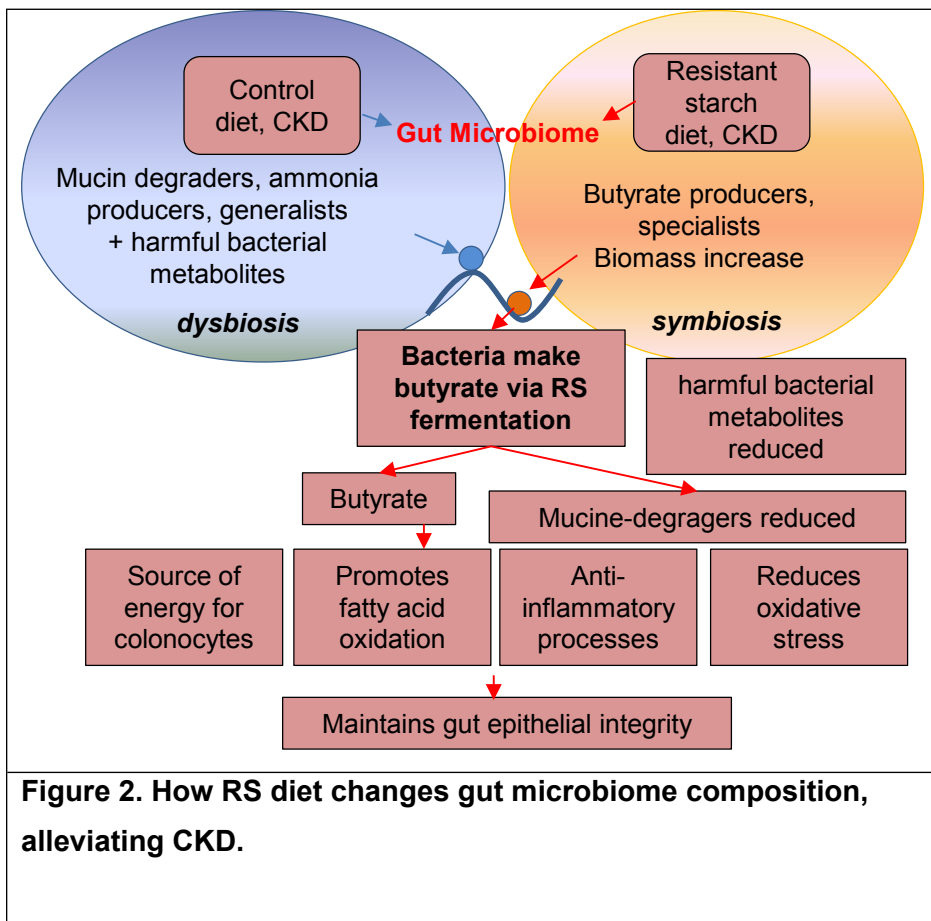 Control
diet, CKD
Gut Microbiome
Resistant
starch
diet, CKD
Mucin degraders, ammonia
producers, generalists
+ harmful bacterial
metabolites
dysbiosis
Butyrate producers,
specialists
Biomass increase
symbiosis
Bacteria make
butyrate via RS
fermentation
harmful bacterial
metabolites
reduced
Butyrate
Mucine-degragers reduced
Source of
energy for
colonocytes
Promotes
fatty acid
oxidation
Anti-
inflammatory
processes
Reduces
oxidative
stress
Maintains gut epithelial integrity
Figure 2. How RS diet changes gut microbiome composition,
alleviating CKD.